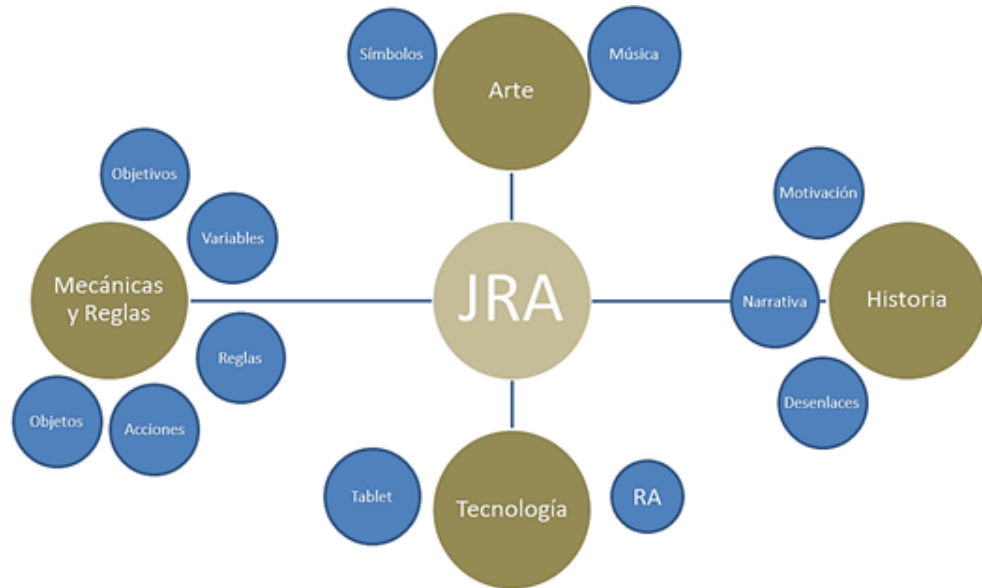 Símbolos
Arte
Música
Objetivos
Variables
Mecánicas
y Reglas
Reglas
Objetos
Acciones
JRA
Motivación
Narrativa
Historia
Desenlaces
Tablet
Tecnología
RA